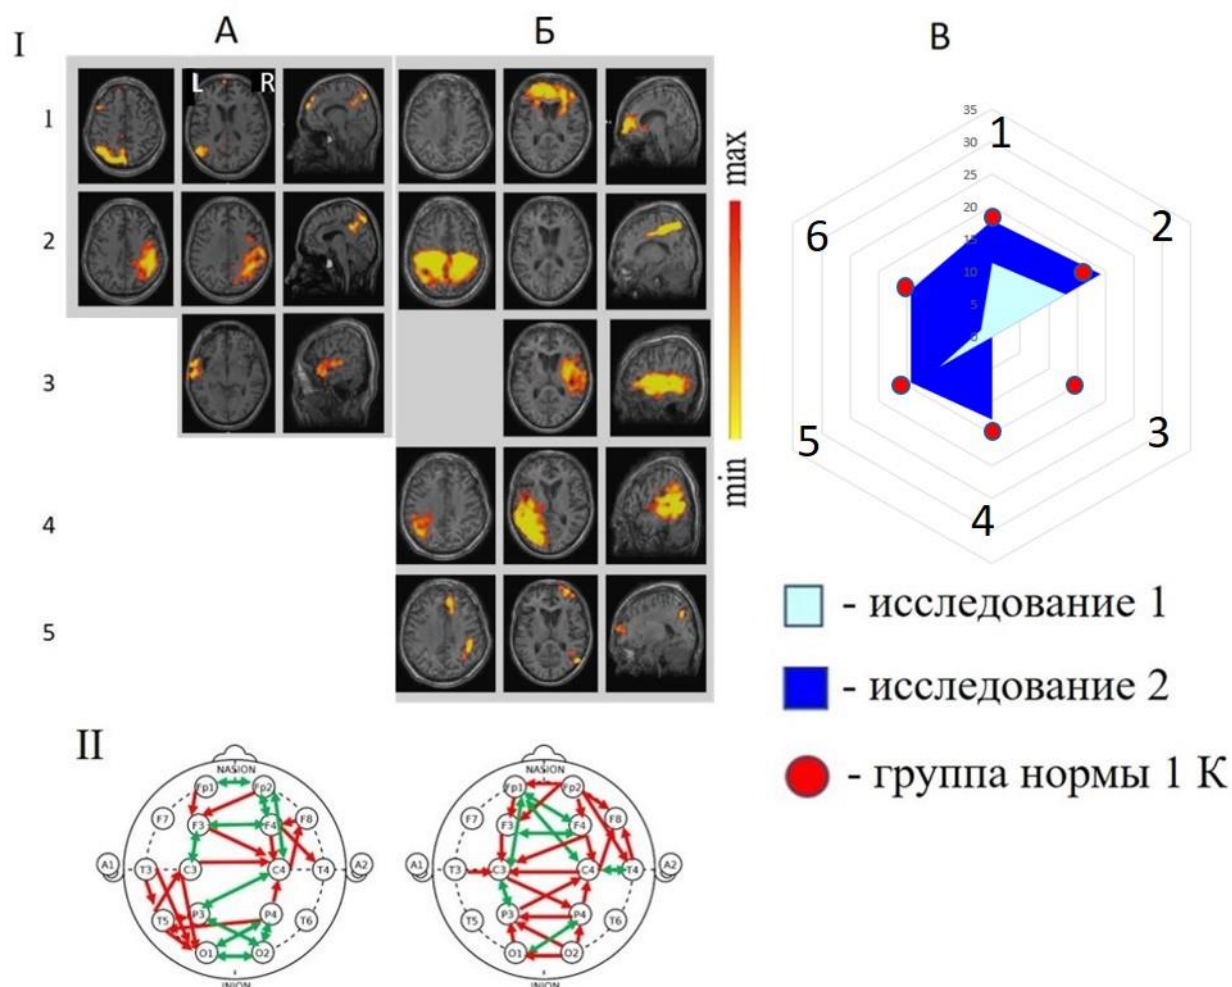 I
А
Б
В
L
R
1
2
3
4
5
max
min
35
30
25
20
15
10
5
0
1
2
3
4
5
6
- исследование 1
- исследование 2
- группа нормы 1 К
II
NASION
Fp1
Fp2
F7
F3
F4
F8
A1
T3
C3
C4
T4
A2
T5
P3
P4
T6
O1
O2
INION
NASION
Fp1
Fp2
F7
F3
F4
F8
A1
T3
C3
C4
T4
A2
T5
P3
P4
T6
O1
O2
INION